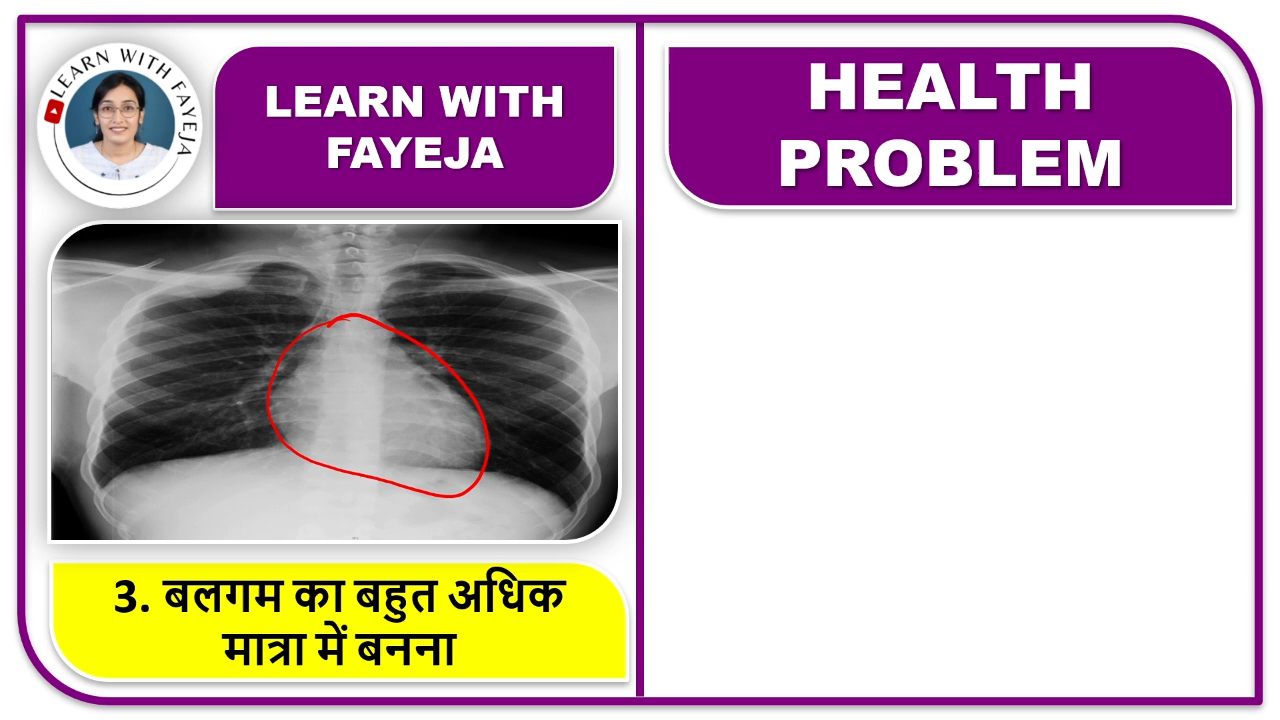 LEARN WITH FAYEJA
LEARN WITH
FAYEJA
HEALTH
PROBLEM
3. बलगम का बहुत अधिक
मात्रा में बनना